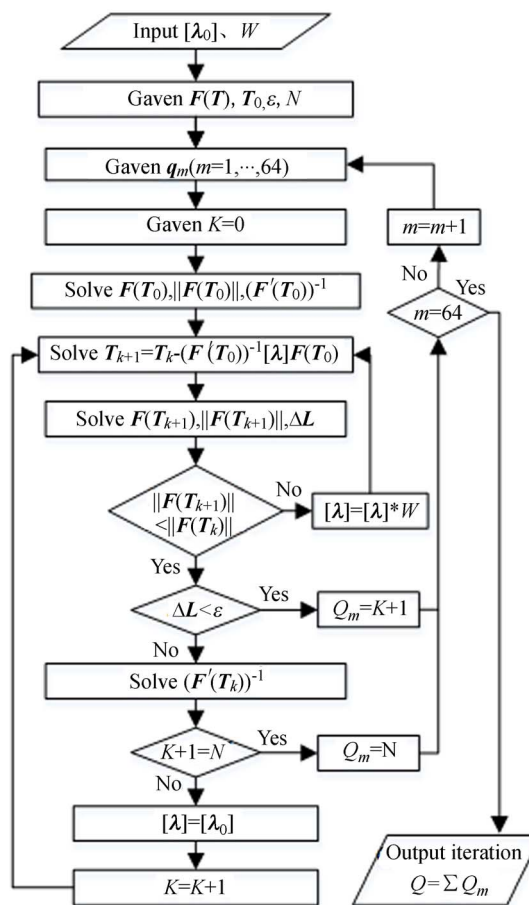 Input [λ₀]、W
Gaven F(T), T₀,ε, N
Gaven qₘ(m=1,⋯,64)
Gaven K=0
m=m+1
No
Yes
m=64
Solve F(T₀),||F(T₀)||,(F'(T₀))⁻¹
Solve Tₖ₊₁=Tₖ-(F'(T₀))⁻¹[λ]F(T₀)
Solve F(Tₖ₊₁),||F(Tₖ₊₁)||,ΔL
||F(Tₖ₊₁)||
<||F(Tₖ)||
No
[λ]=[λ]*W
Yes
ΔL<ε
Yes
Qₘ=K+1
No
Solve (F'(Tₖ))⁻¹
K+1=N
Yes
Qₘ=N
No
[λ]=[λ₀]
K=K+1
Output iteration
Q=∑Qₘ